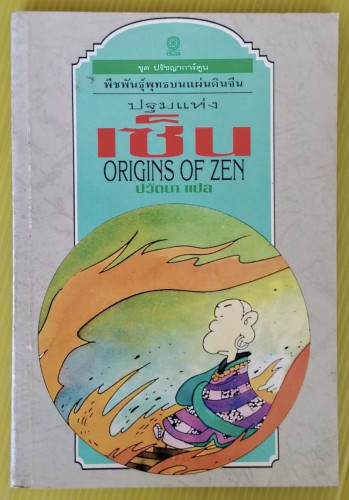 ชุด ปรัชญาการ์ตูน
พืชพันธุ์พุทธบนแผ่นดินจีน
ปฐมแห่ง
เซ็น
ORIGINS OF ZEN
ปวัตนา แปล